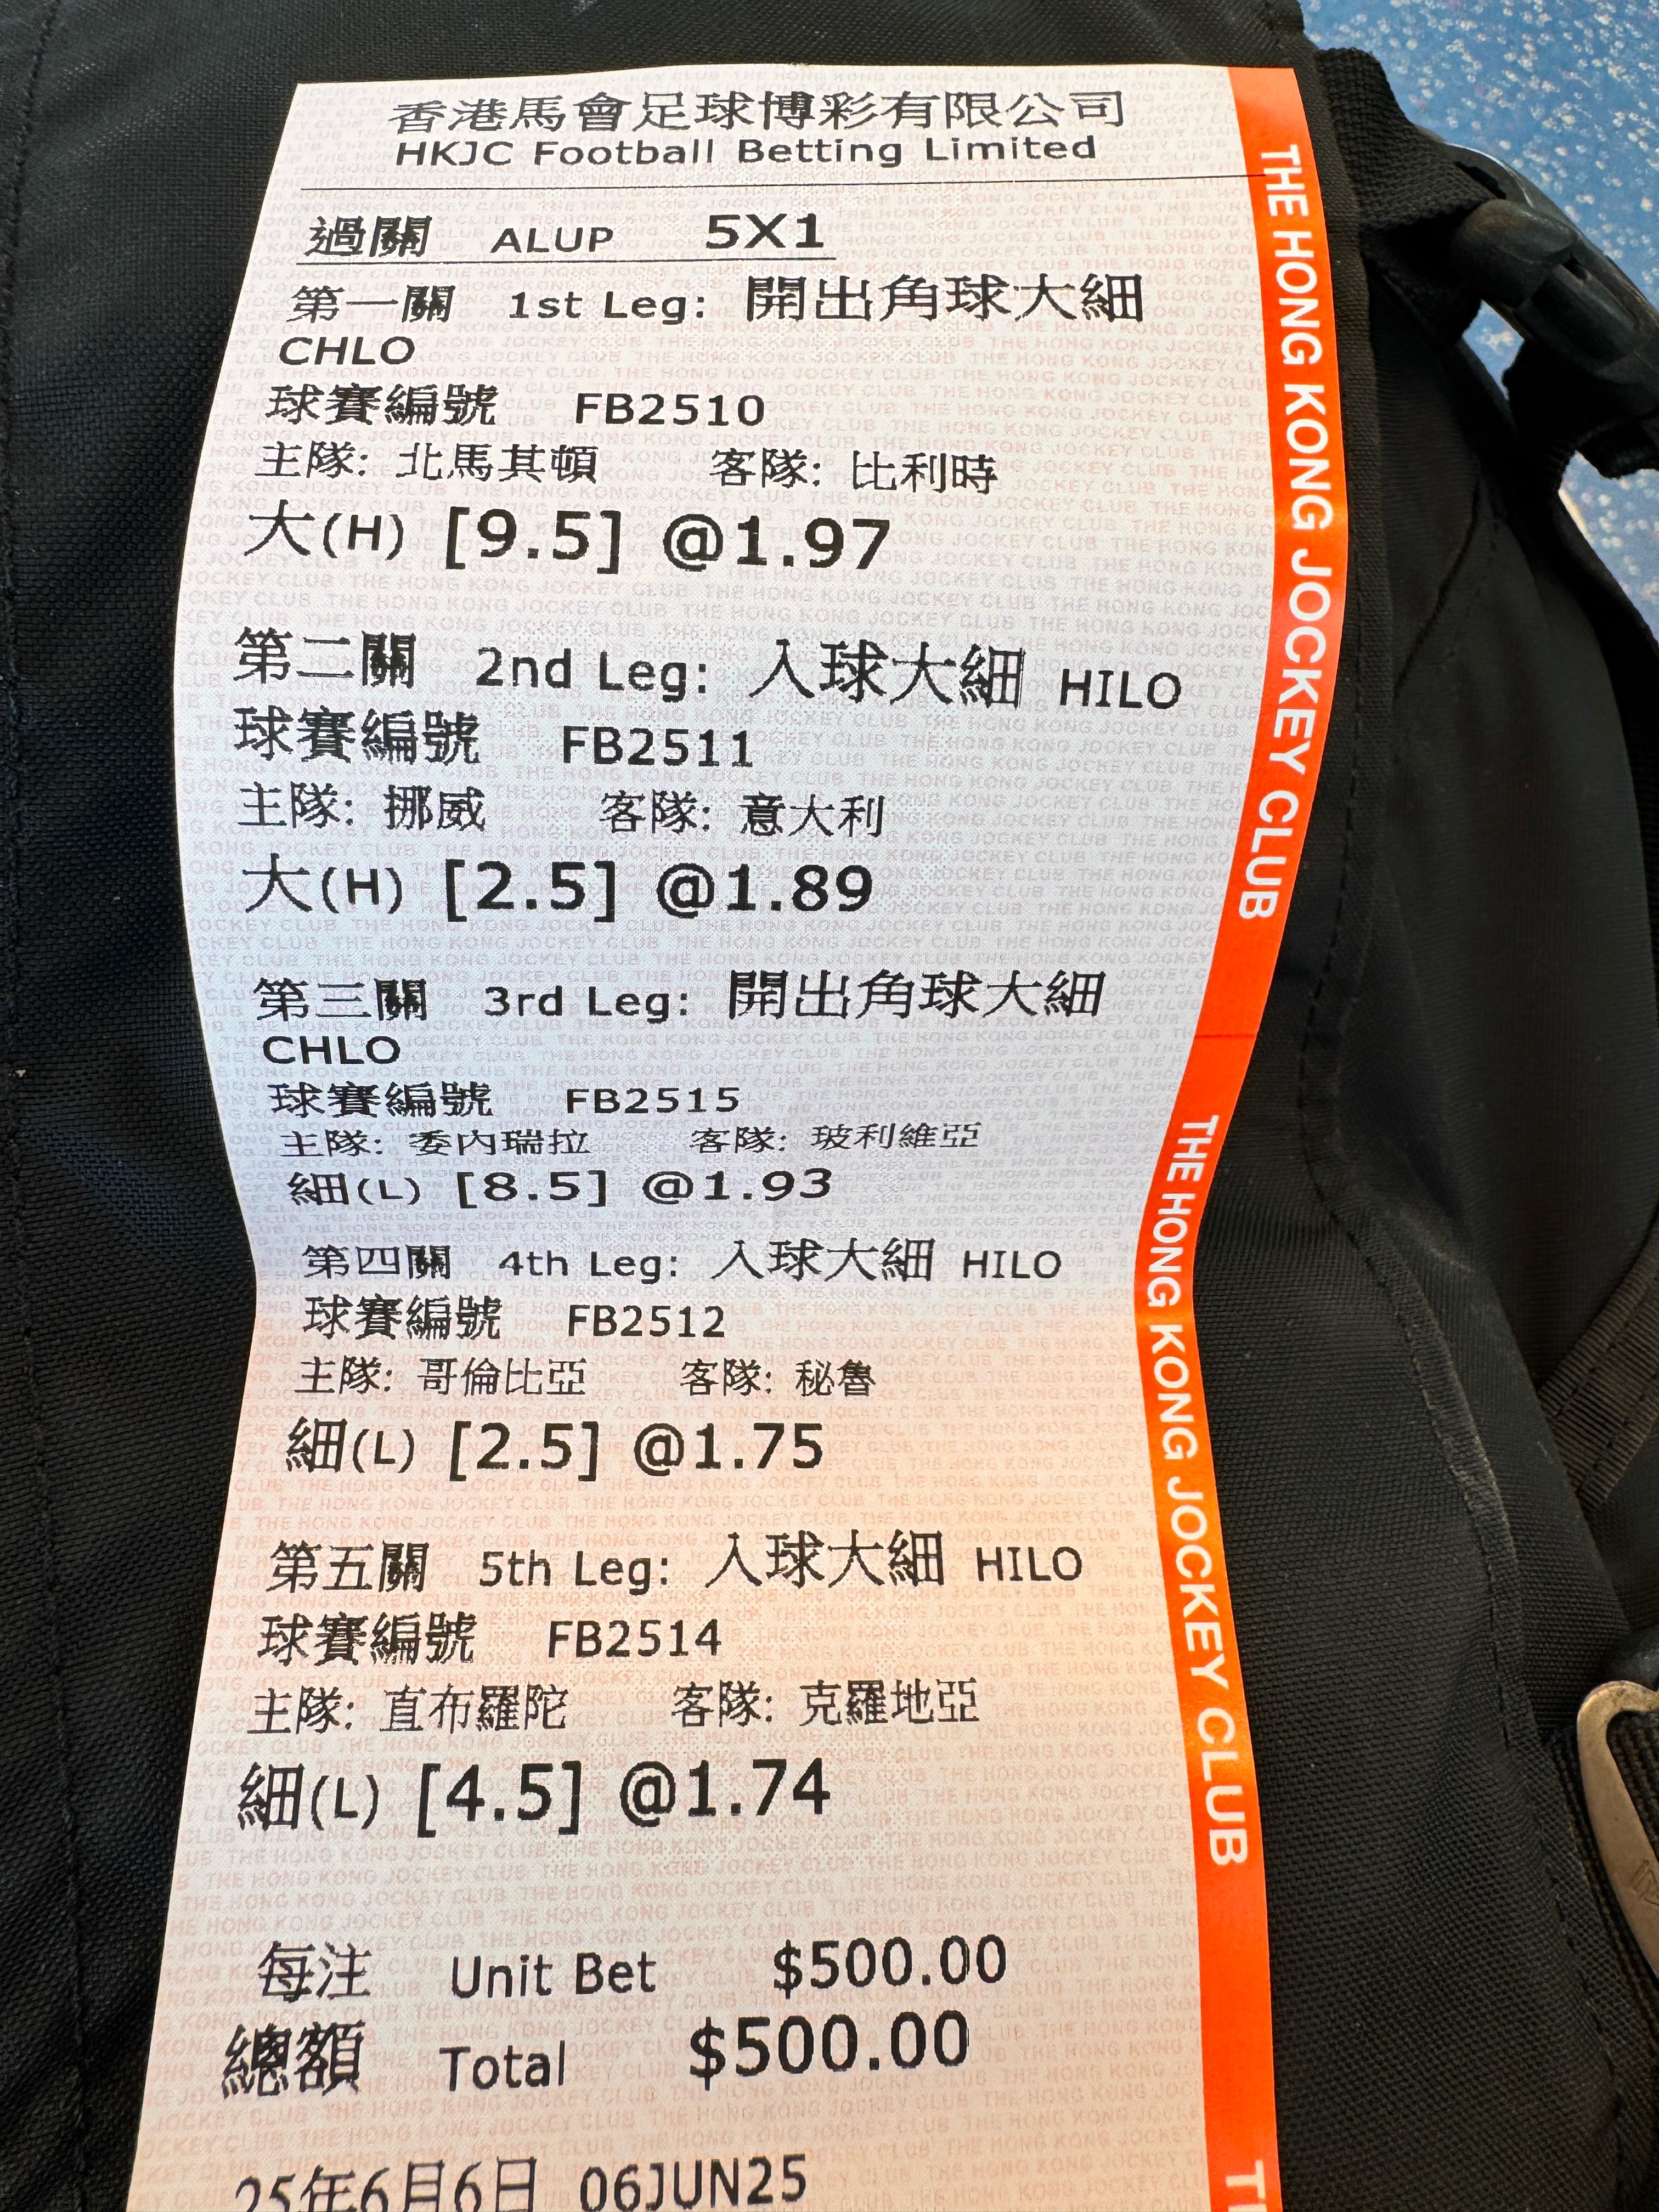 香港馬會足球博彩有限公司
HKJC Football Betting Limited
過關 ALUP 5X1
第一關 1st Leg: 開出角球大細
CHLO
球賽編號 FB2510
主隊: 北馬其頓 客隊: 比利時
大(H) [9.5] @1.97
第二關 2nd Leg: 入球大細 HILO
球賽編號 FB2511
主隊: 挪威 客隊: 意大利
大(H) [2.5] @1.89
第三關 3rd Leg: 開出角球大細
CHLO
球賽編號 FB2515
主隊: 委內瑞拉 客隊: 玻利維亞
細(L) [8.5] @1.93
第四關 4th Leg: 入球大細 HILO
球賽編號 FB2512
主隊: 哥倫比亞 客隊: 秘魯
細(L) [2.5] @1.75
第五關 5th Leg: 入球大細 HILO
球賽編號 FB2514
主隊: 直布羅陀 客隊: 克羅地亞
細(L) [4.5] @1.74
每注 Unit Bet $500.00
總額 Total $500.00
25年6月6日 06JUN25
THE HONG KONG JOCKEY CLUB
THE HONG KONG JOCKEY CLUB